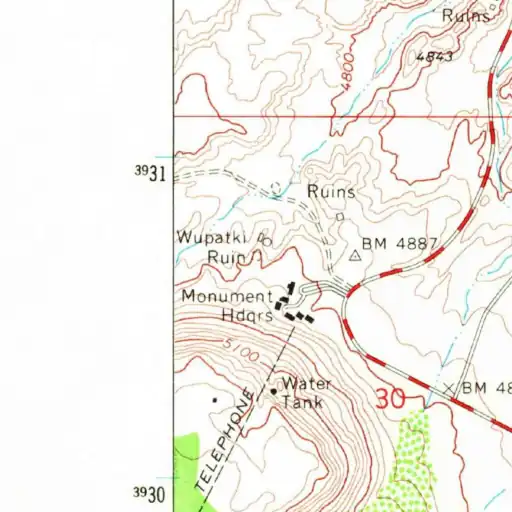 Ruins
4843
4800
3931
Ruins
Wupatki
Ruin
BM 4887
Monument
Hdqrs
5100
Water
Tank
30
BM 48
TELEPHONE
3930